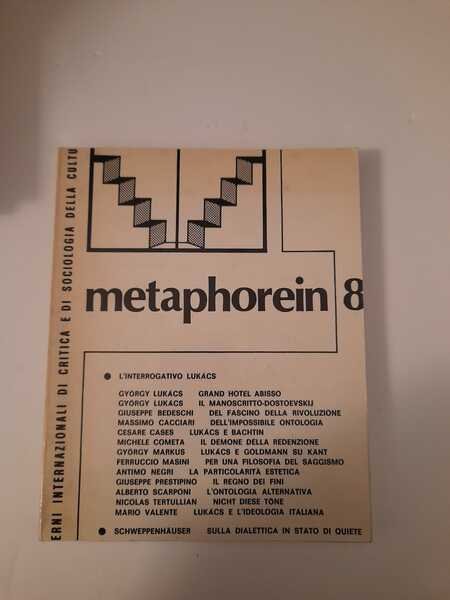 ERNI INTERNAZIONALI DI CRITICA E DI SOCIOLOGIA DELLA CULTU
metaphorein 8
● L'INTERROGATIVO LUKÁCS
GYÖRGY LUKÁCS GRAND HOTEL ABISSO
GYÖRGY LUKÁCS IL MANOSCRITTO-DOSTOEVSKIJ
GIUSEPPE BEDESCHI DEL FASCINO DELLA RIVOLUZIONE
MASSIMO CACCIARI DELL'IMPOSSIBILE ONTOLOGIA
CESARE CASES LUKÁCS E BACHTIN
MICHELE COMETA IL DEMONE DELLA REDENZIONE
GYÖRGY MARKUS LUKÁCS E GOLDMANN SU KANT
FERRUCCIO MASINI PER UNA FILOSOFIA DEL SAGGISMO
ANTIMO NEGRI LA PARTICOLARITÀ ESTETICA
GIUSEPPE PRESTIPINO IL REGNO DEI FINI
ALBERTO SCARPONI L'ONTOLOGIA ALTERNATIVA
NICOLAS TERTULLIAN NICHT DIESE TÖNE
MARIO VALENTE LUKÁCS E L'IDEOLOGIA ITALIANA
● SCHWEPPENHÄUSER SULLA DIALETTICA IN STATO DI QUIETE